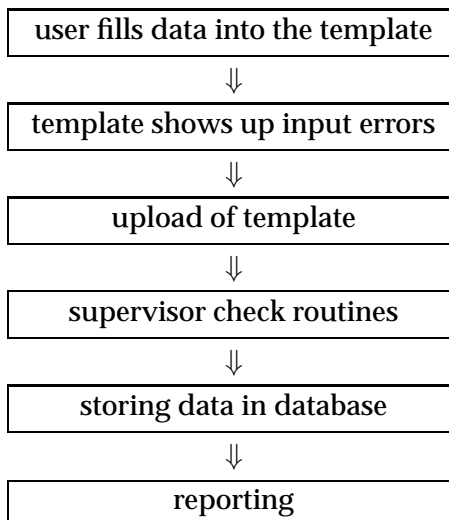 user fills data into the template
⇓
template shows up input errors
⇓
upload of template
⇓
supervisor check routines
⇓
storing data in database
⇓
reporting